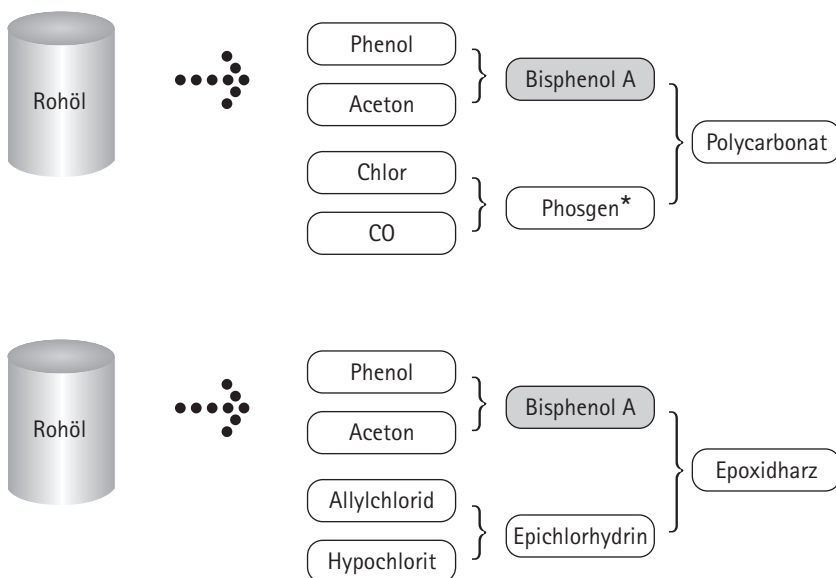 Rohöl
Phenol
Aceton
Chlor
CO
Bisphenol A
Phosgen*
Polycarbonat
Rohöl
Phenol
Aceton
Allylchlorid
Hypochlorit
Bisphenol A
Epichlorhydrin
Epoxidharz